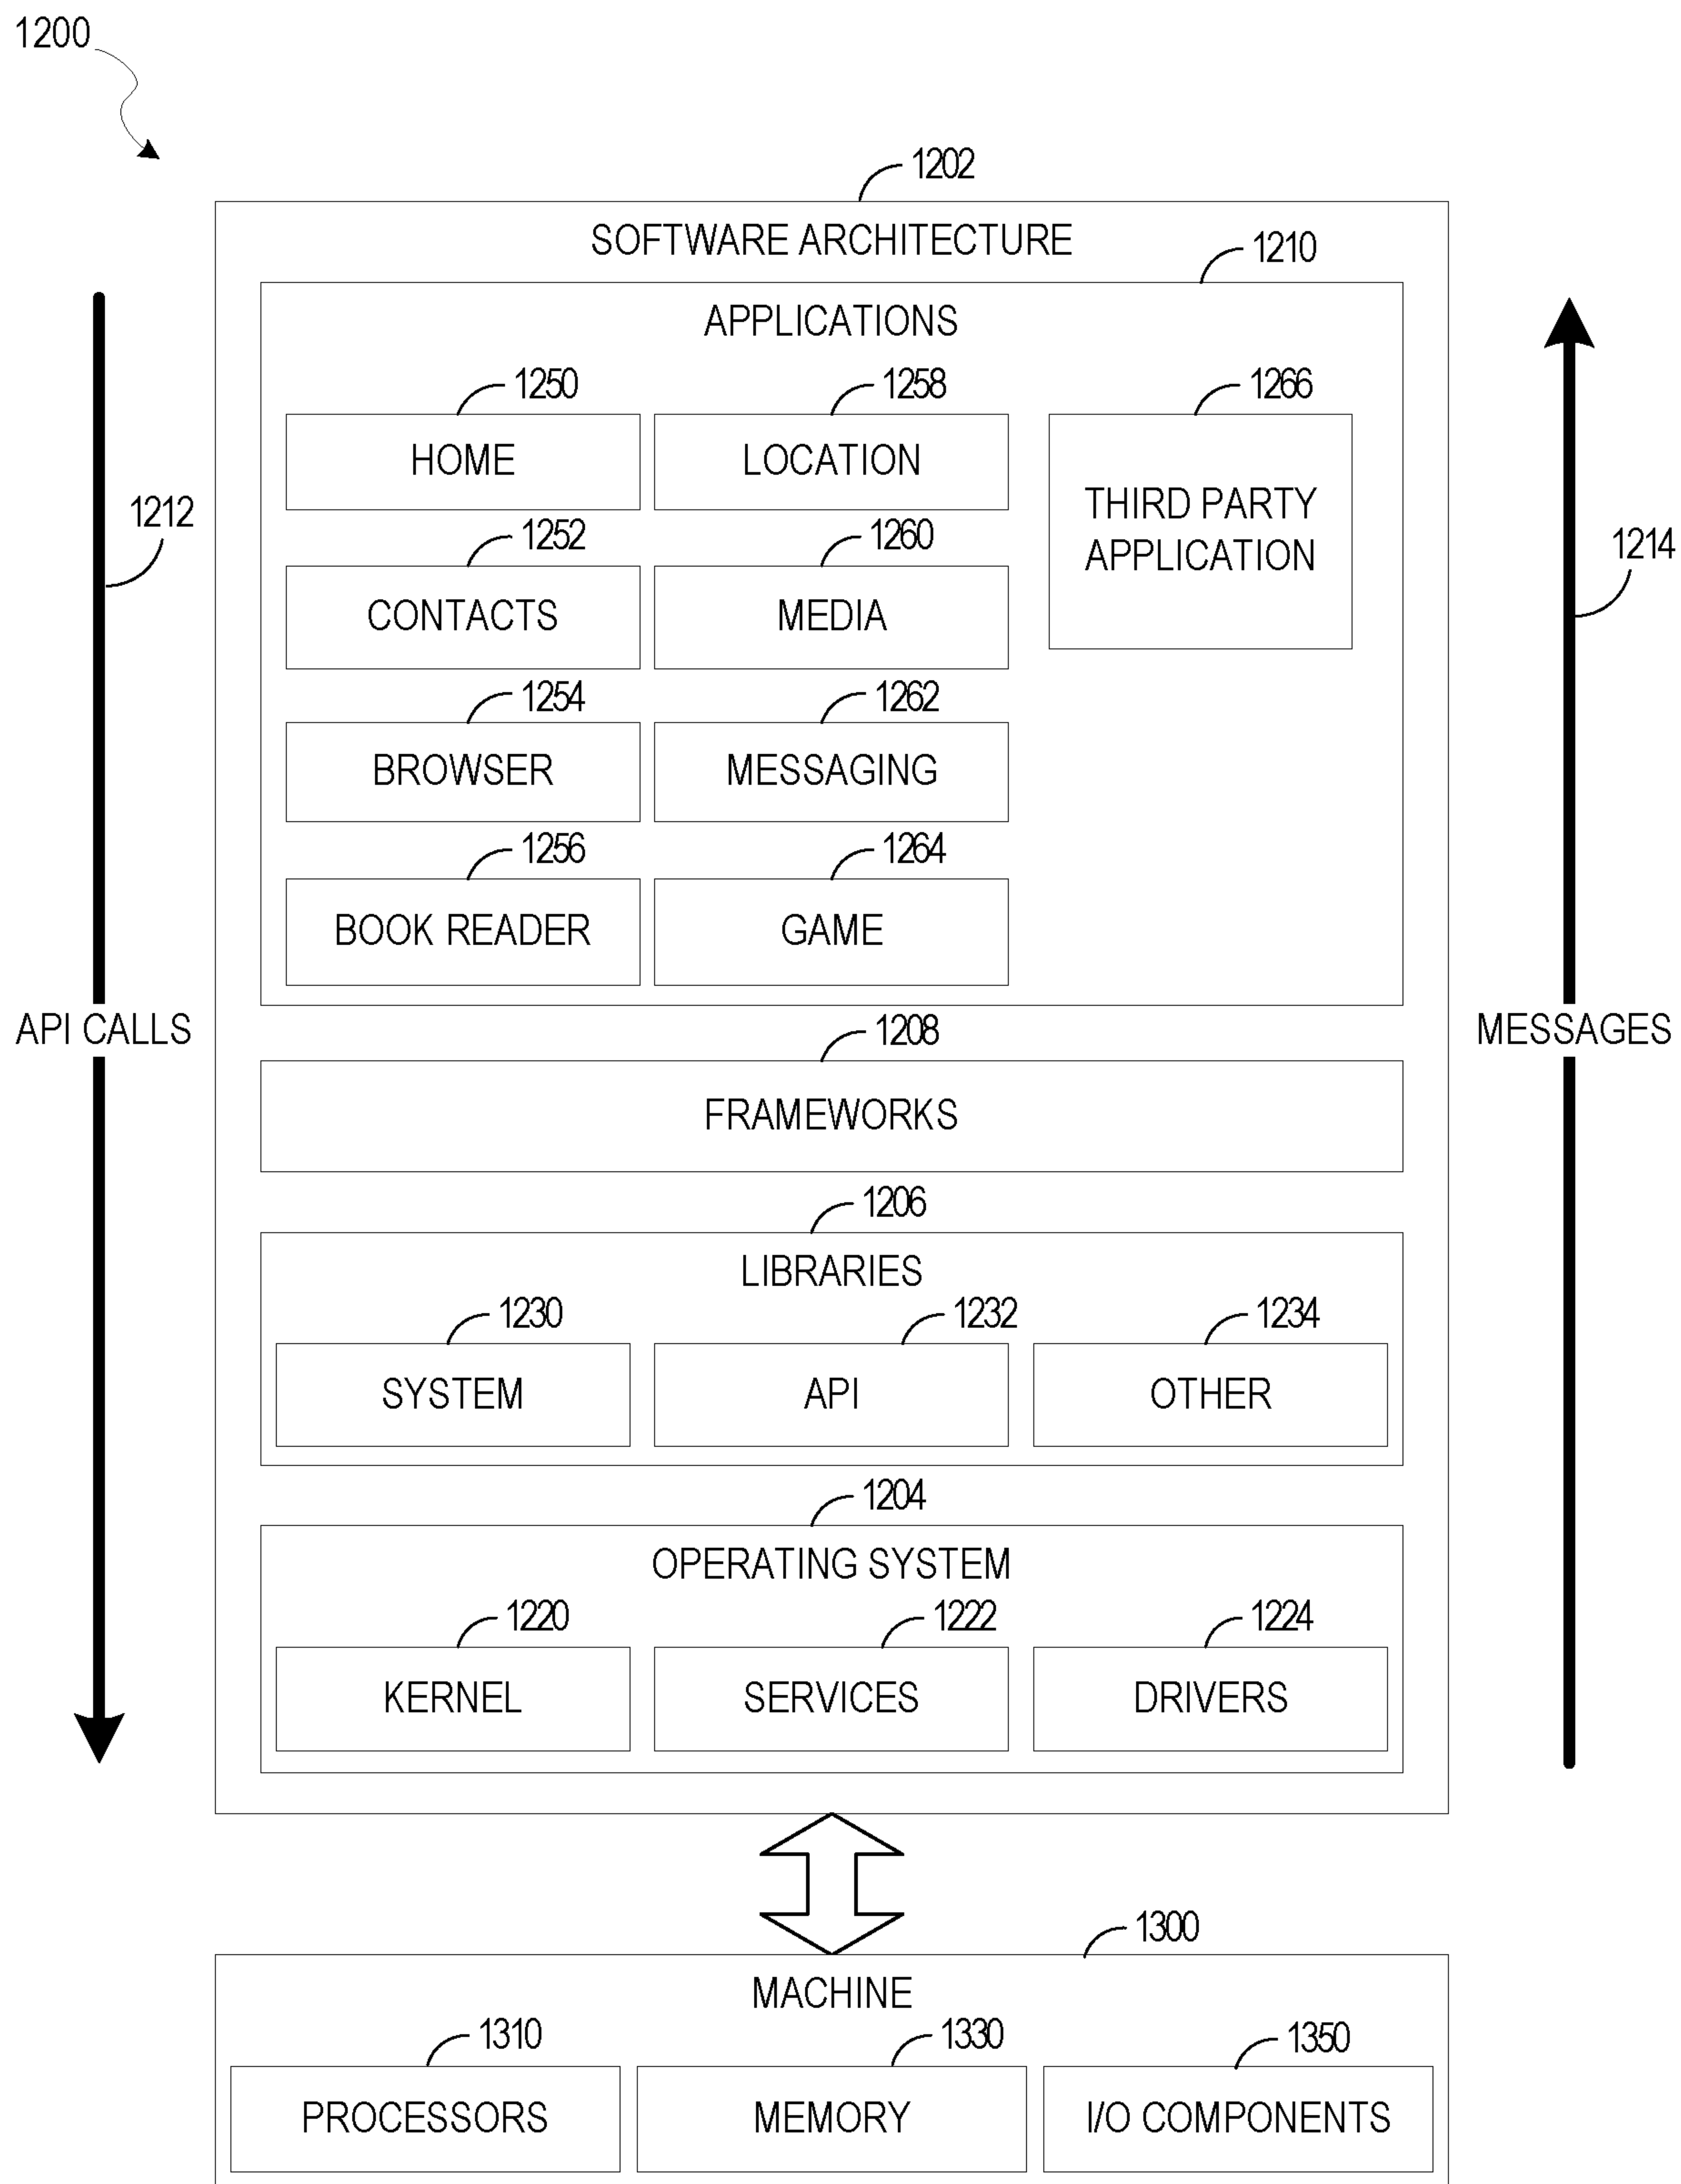 1200
1202
SOFTWARE ARCHITECTURE
1210
APPLICATIONS
1250
1258
1266
HOME
LOCATION
THIRD PARTY
APPLICATION
1212
1214
1252
1260
CONTACTS
MEDIA
1254
1262
BROWSER
MESSAGING
1256
1264
BOOK READER
GAME
API CALLS
MESSAGES
1208
FRAMEWORKS
1206
LIBRARIES
1230
1232
1234
SYSTEM
API
OTHER
1204
OPERATING SYSTEM
1220
1222
1224
KERNEL
SERVICES
DRIVERS
1300
MACHINE
1310
1330
1350
PROCESSORS
MEMORY
I/O COMPONENTS